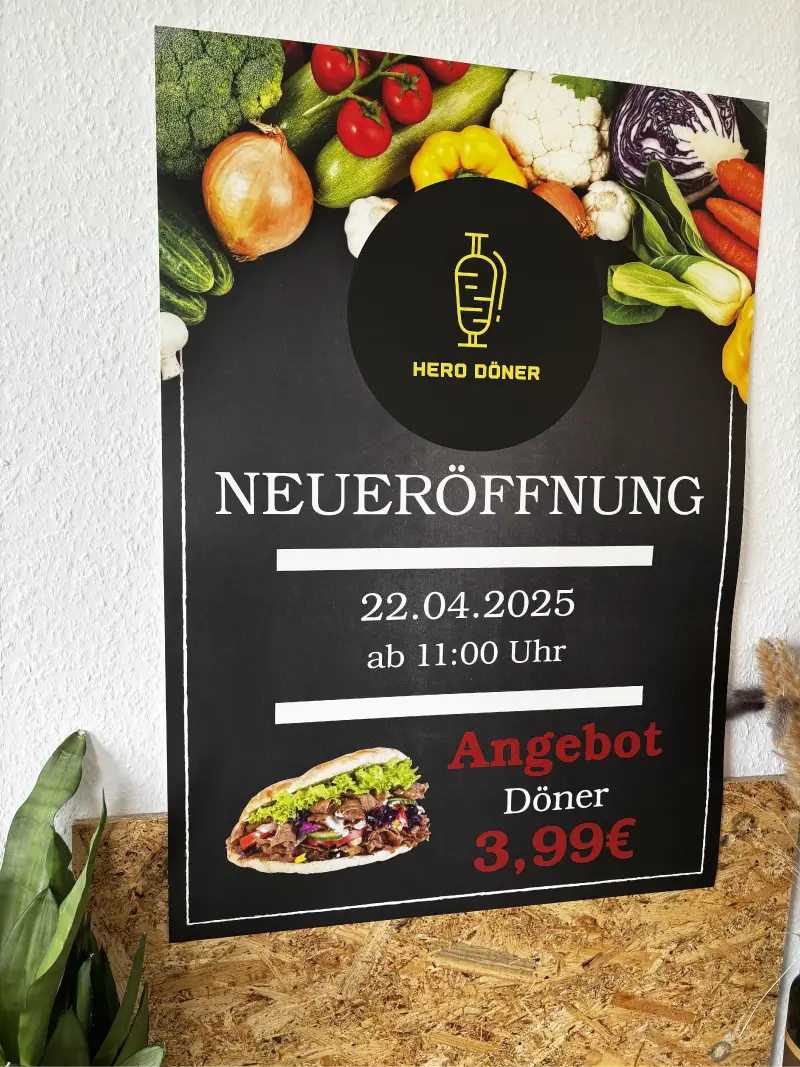 HERO DÖNER
NEUERÖFFNUNG
22.04.2025
ab 11:00 Uhr
Angebot
Döner
3,99€